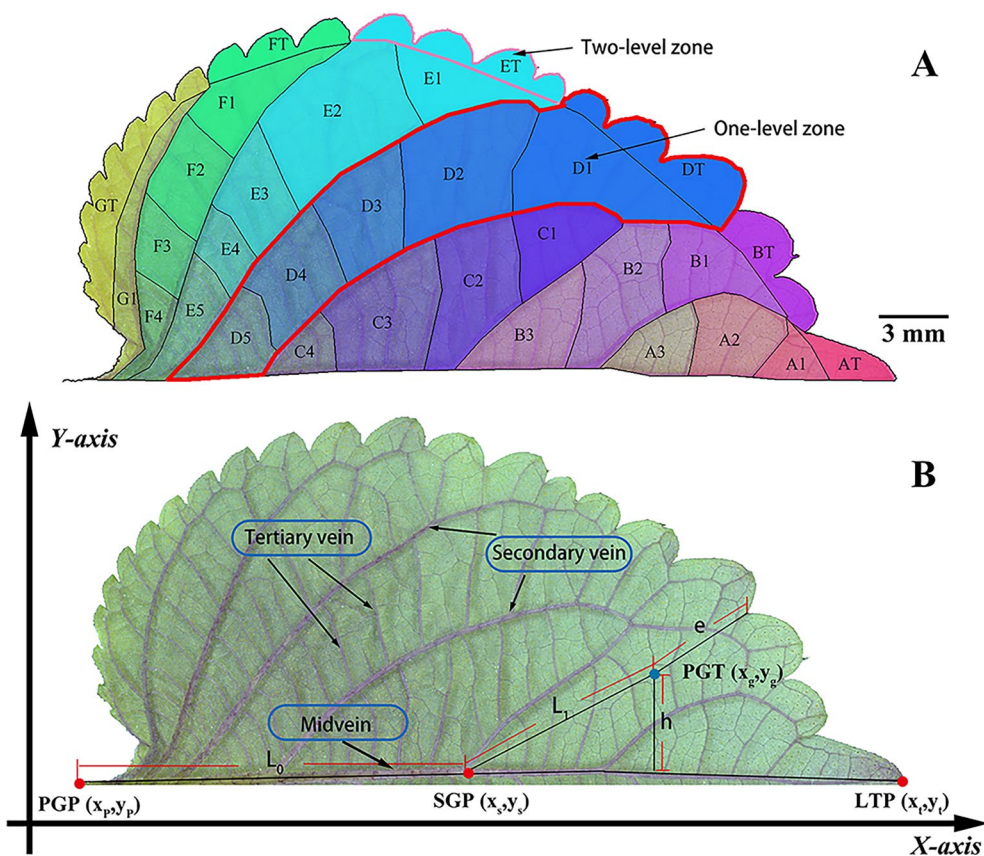 A
Two-level zone
One-level zone
FT
ET
F1
E1
E2
F2
D1
DT
D2
E3
GT
D3
F3
E4
C1
BT
D4
B2
B1
C2
G1
F4
E5
C3
D5
C4
B3
A3
A2
A1
AT
3 mm
B
Y-axis
Tertiary vein
Secondary vein
e
PGT (xg,yg)
L1
h
Midvein
L0
PGP (xP,yP)
SGP (xs,ys)
LTP (xt,yt)
X-axis